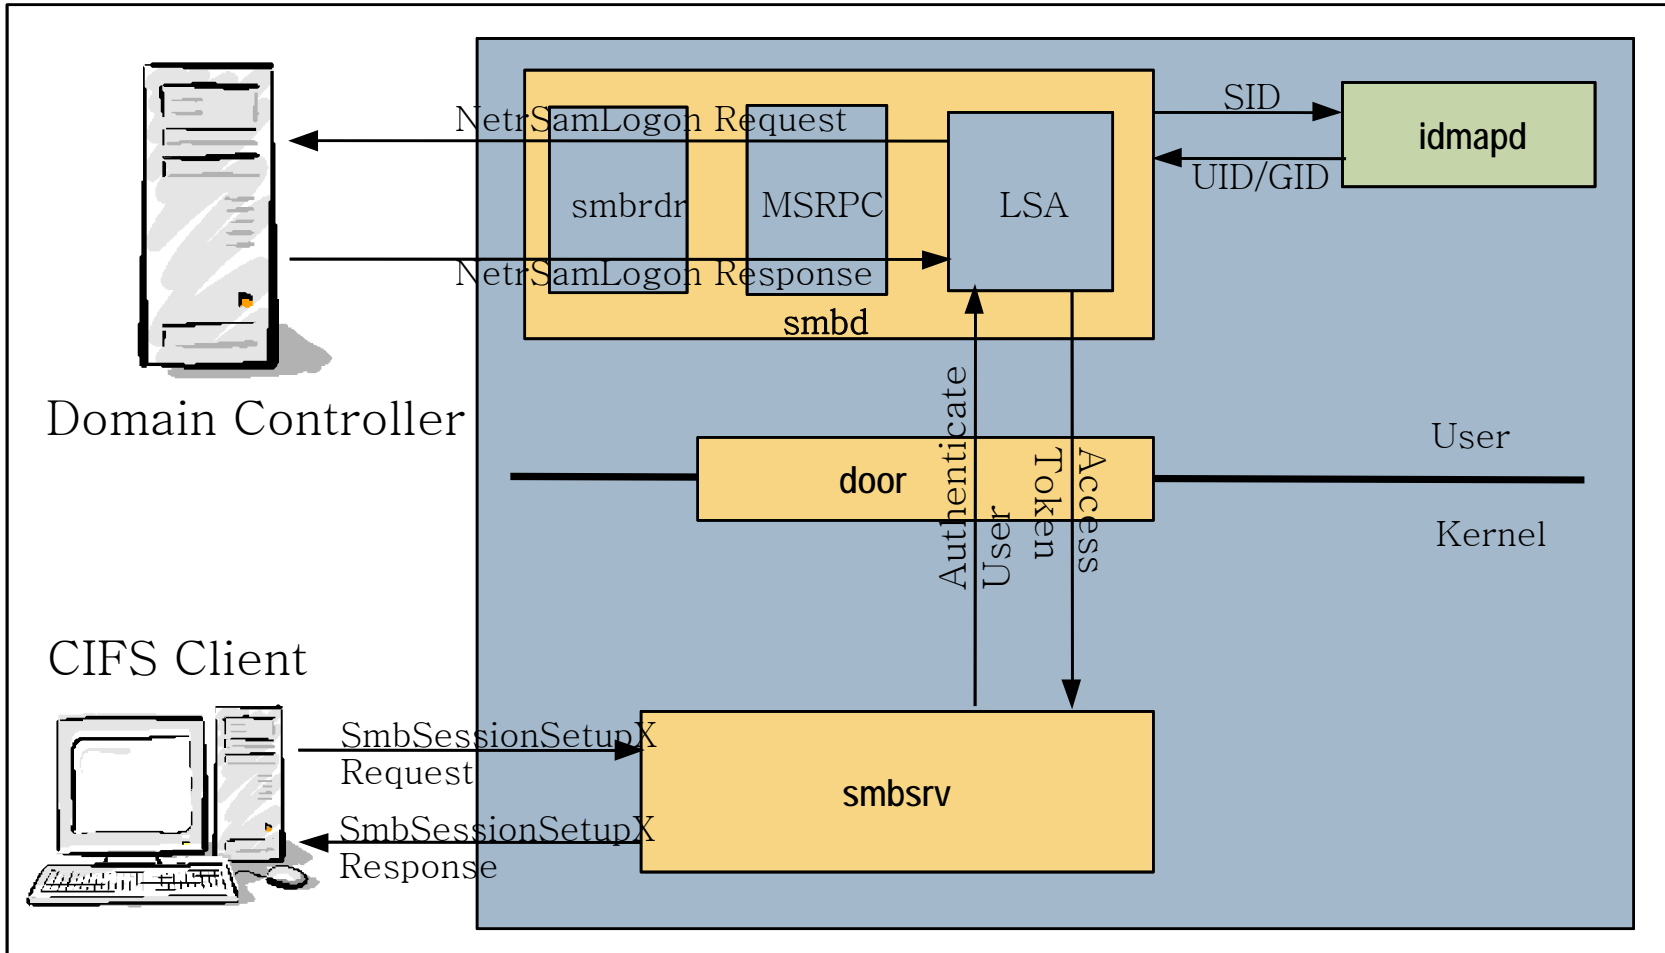 SID
NetrSamLogon Request
idmapd
UID/GID
smbrdr
MSRPC
LSA
NetrSamLogon Response
smbd
Domain Controller
Authenticate
User
Access
Token
User
door
Kernel
CIFS Client
SmbSessionSetupX
Request
smbsrv
SmbSessionSetupX
Response